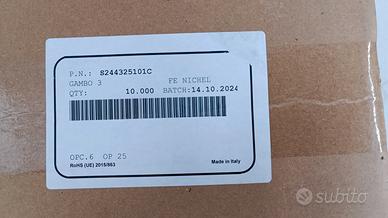 P.N.: S244325101C
GAMBO 3 FE NICHEL
QTY: 10.000 BATCH: 14.10.2024
OPC.6 OP 25
RoHS (UE) 2015/863 Made in Italy
subito